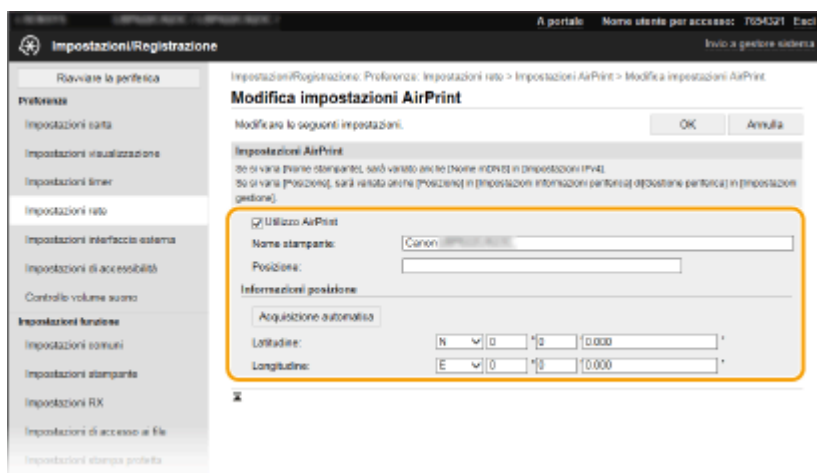 A portale Nome utente per accesso: 7654321 Esci
Impostazioni/Registrazione
Invio a gestore sistema
Riavviare la periferica
Preferenze
Impostazioni carta
Impostazioni visualizzazione
Impostazioni timer
Impostazioni rete
Impostazioni interfaccia esterna
Impostazioni di accessibilità
Controllo volume suono
Impostazioni funzione
Impostazioni comuni
Impostazioni stampante
Impostazioni RX
Impostazioni di accesso ai file
Impostazioni stampa protetta
Impostazioni/Registrazione: Preferenze: Impostazioni rete > Impostazioni AirPrint > Modifica impostazioni AirPrint
Modifica impostazioni AirPrint
Modificare le seguenti impostazioni.
OK Annulla
Impostazioni AirPrint
Se si varia [Nome stampante], sarà variato anche [Nome mDNS] in [Impostazioni IPv4].
Se si varia [Posizione], sarà variata anche [Posizione] in [Impostazioni informazioni periferica] di[Gestione periferica] in [Impostazioni
gestione].
Utilizzo AirPrint
Nome stampante: Canon
Posizione:
Informazioni posizione
Acquisizione automatica
Latitudine: N 0 ° 0 ' 0.000 "
Longitudine: E 0 ° 0 ' 0.000 "